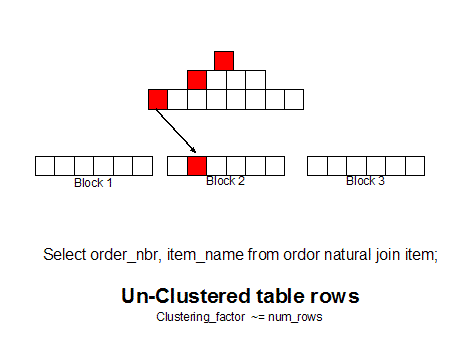 Block 1
Block 2
Block 3
Select order_nbr, item_name from ordor natural join item;
Un-Clustered table rows
Clustering_factor ~= num_rows